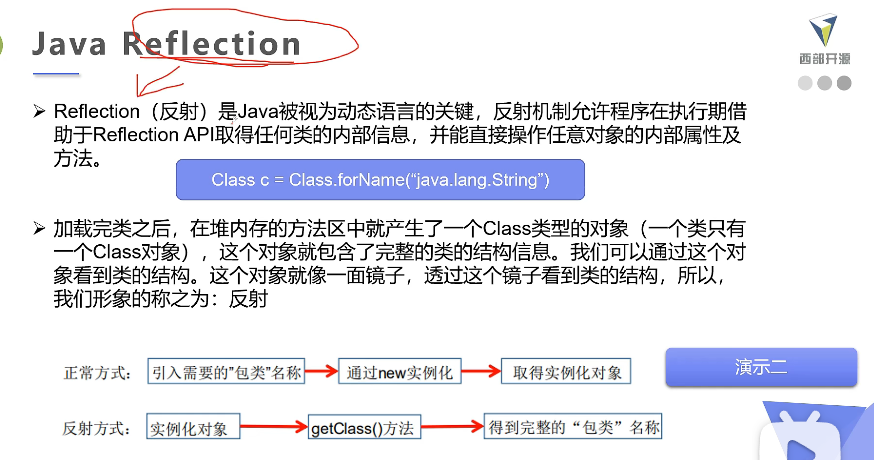 Java Reflection
西部开源
Reflection（反射）是Java被视为动态语言的关键，反射机制允许程序在执行期借
助于Reflection API取得任何类的内部信息，并能直接操作任意对象的内部属性及
方法。
Class c = Class.forName(“java.lang.String”)
加载完类之后，在堆内存的方法区中就产生了一个Class类型的对象（一个类只有
一个Class对象），这个对象就包含了完整的类的结构信息。我们可以通过这个对
象看到类的结构。这个对象就像一面镜子，透过这个镜子看到类的结构，所以，
我们形象的称之为：反射
正常方式： 引入需要的”包类”名称 通过new实例化 取得实例化对象
演示二
反射方式： 实例化对象 getClass()方法 得到完整的“包类”名称